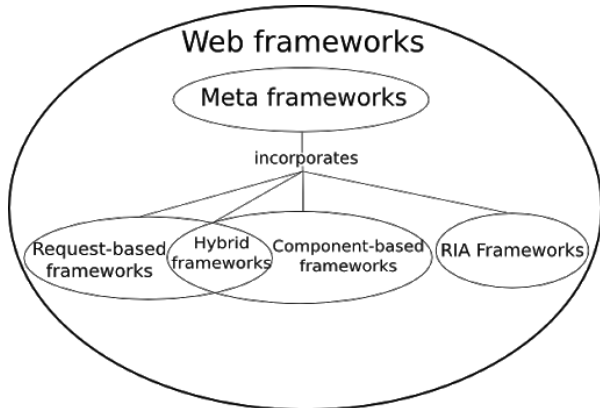 Web frameworks
Meta frameworks
incorporates
Request-based
frameworks
Hybrid
frameworks
Component-based
frameworks
RIA Frameworks